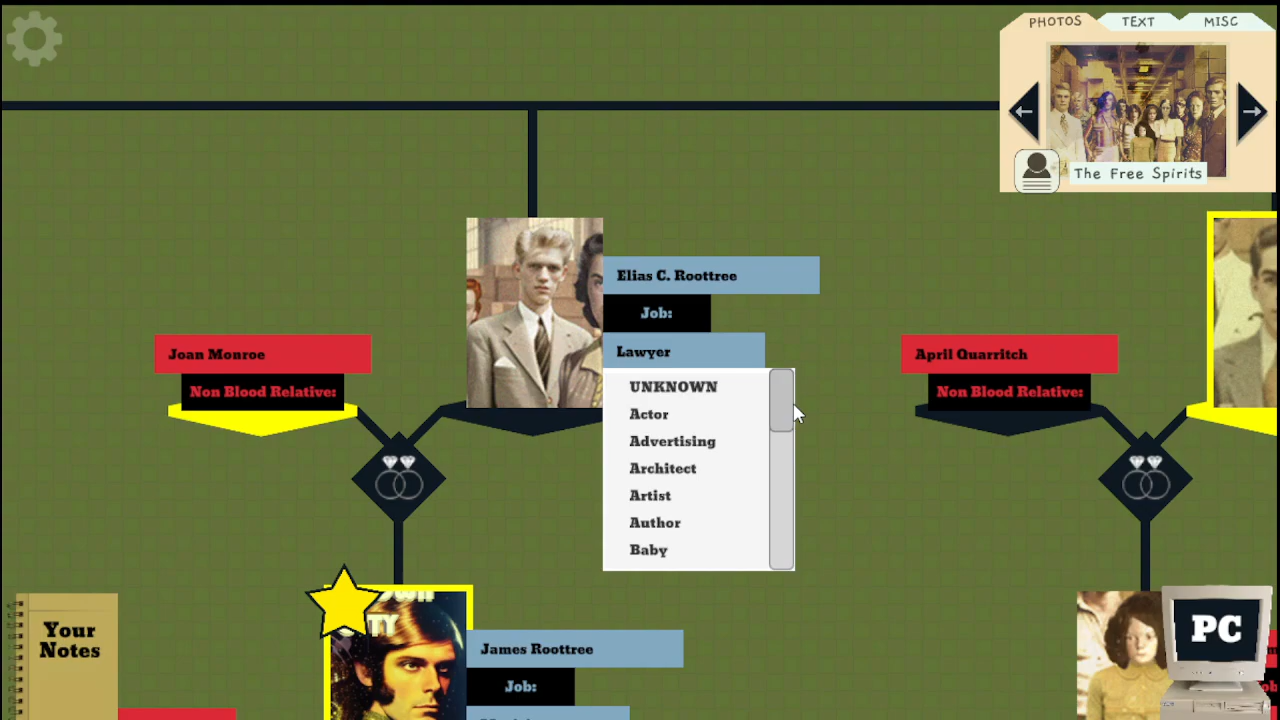 PHOTOS TEXT MISC
The Free Spirits
Elias C. Roottree
Job:
Lawyer
Joan Monroe
Non Blood Relative:
April Quarritch
Non Blood Relative:
UNKNOWN
Actor
Advertising
Architect
Artist
Author
Baby
Your
Notes
James Roottree
Job:
PC